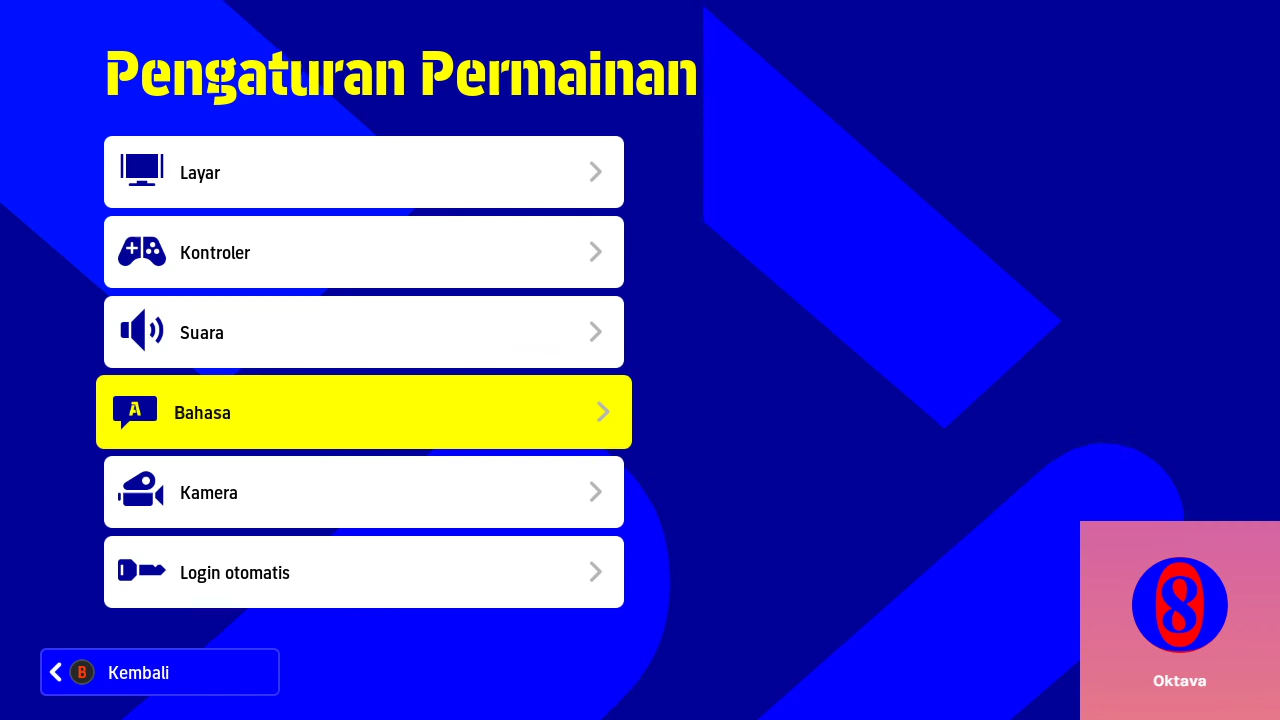 Pengaturan Permainan
Layar
Kontroler
Suara
A
Bahasa
Kamera
Login otomatis
B
Kembali
8
Oktava